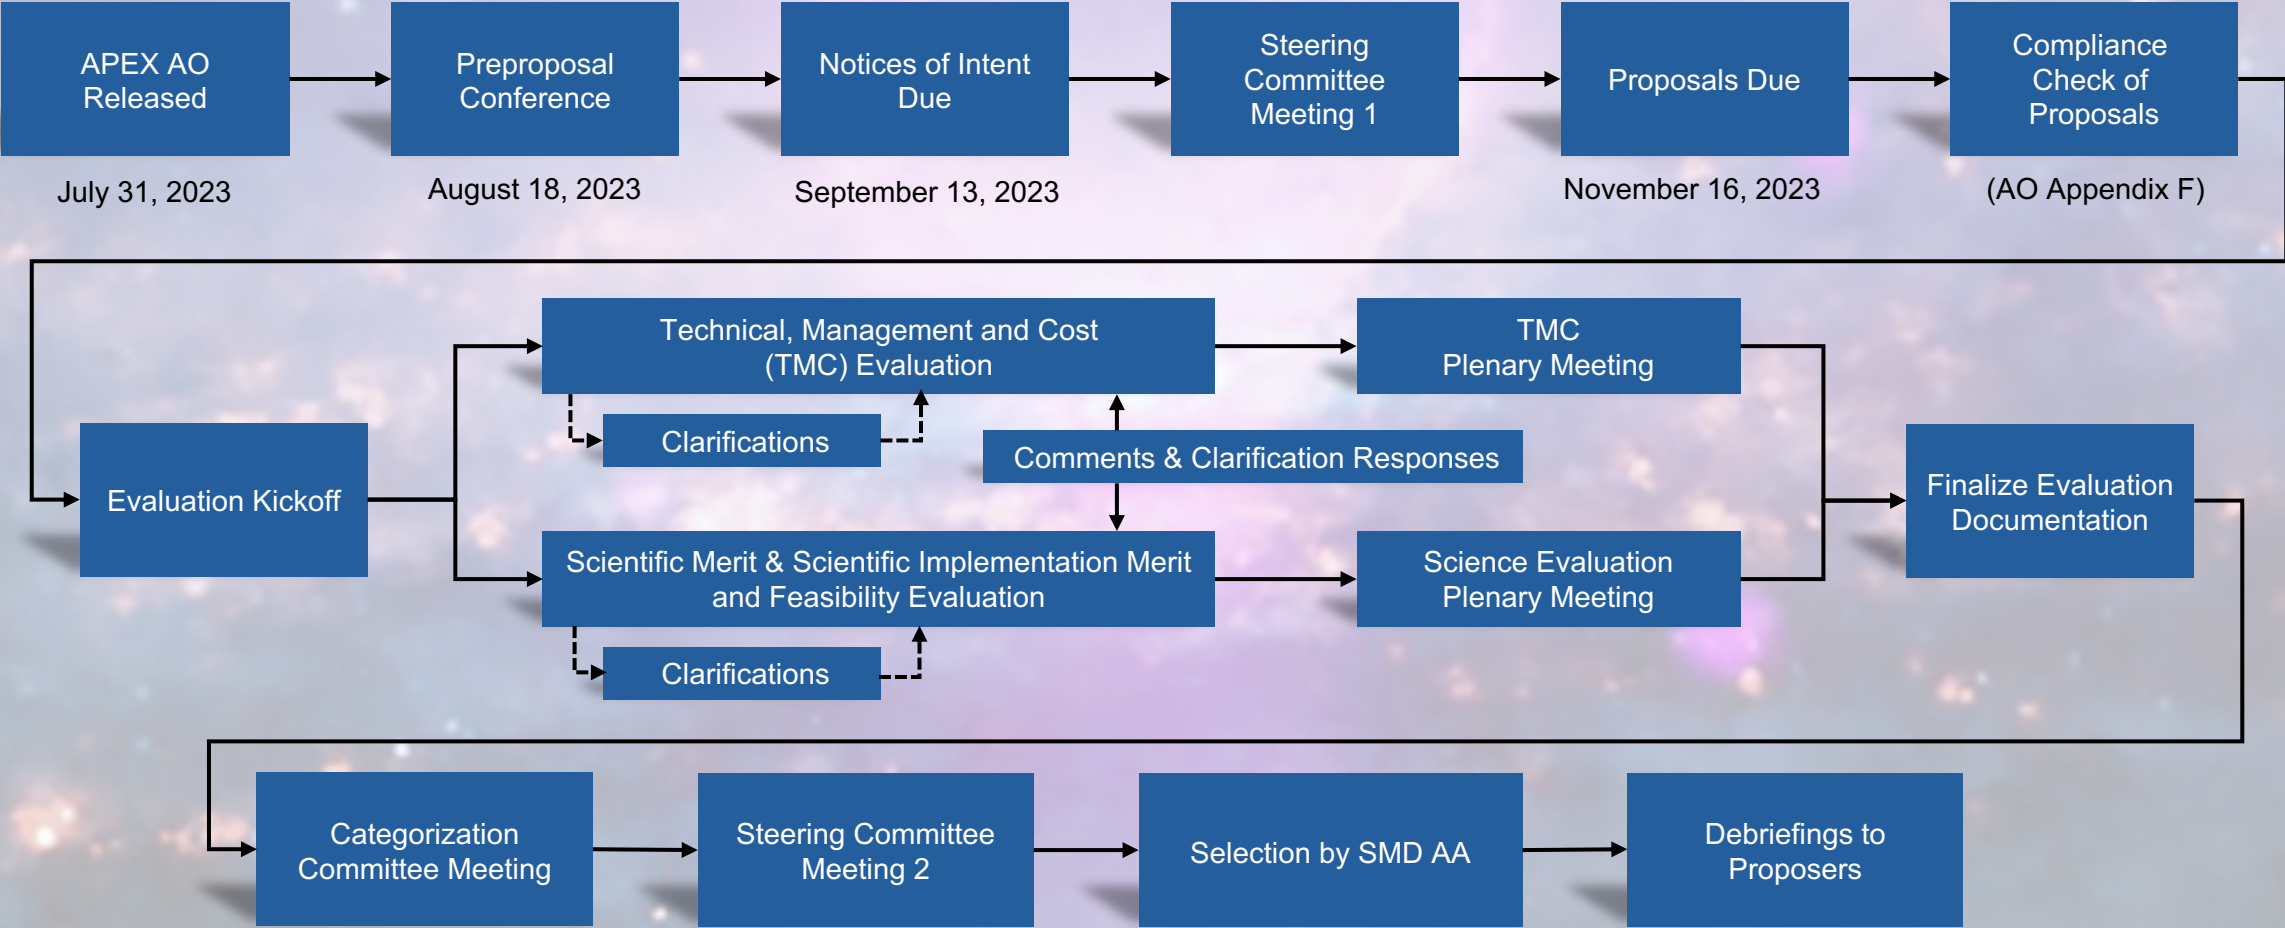 APEX AO
Released
Preproposal
Conference
Notices of Intent
Due
Steering
Committee
Meeting 1
Proposals Due
Compliance
Check of
Proposals
July 31, 2023
August 18, 2023
September 13, 2023
November 16, 2023
(AO Appendix F)
Technical, Management and Cost
(TMC) Evaluation
TMC
Plenary Meeting
Clarifications
Comments & Clarification Responses
Evaluation Kickoff
Finalize Evaluation
Documentation
Scientific Merit & Scientific Implementation Merit
and Feasibility Evaluation
Science Evaluation
Plenary Meeting
Clarifications
Categorization
Committee Meeting
Steering Committee
Meeting 2
Selection by SMD AA
Debriefings to
Proposers